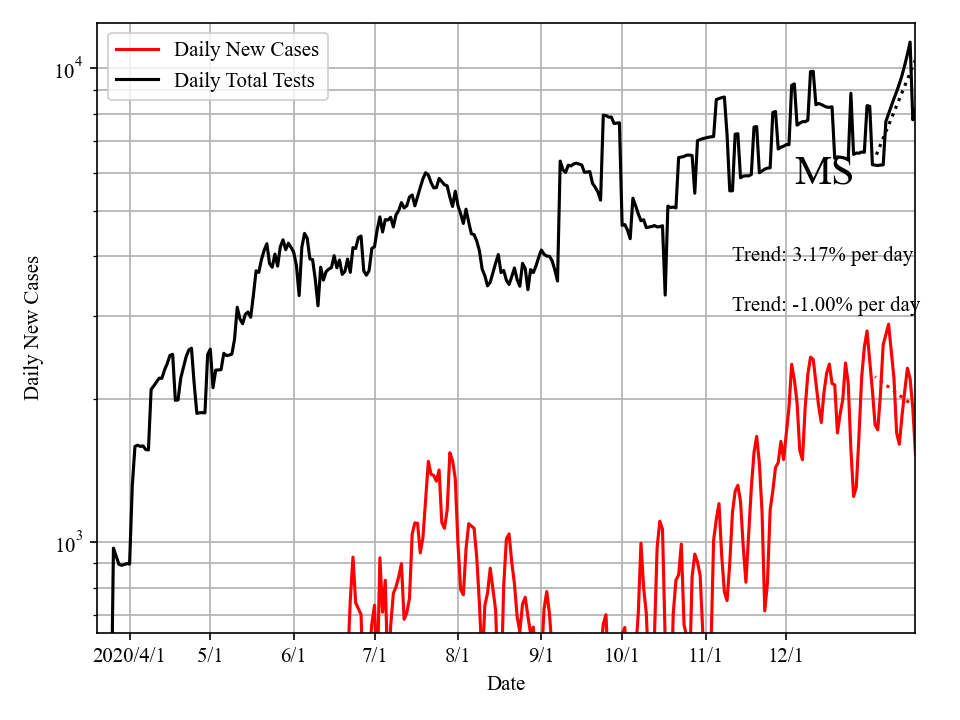 Daily New Cases
Daily Total Tests
10^4
MS
Trend: 3.17% per day
Trend: -1.00% per day
Daily New Cases
10^3
2020/4/1 5/1 6/1 7/1 8/1 9/1 10/1 11/1 12/1
Date